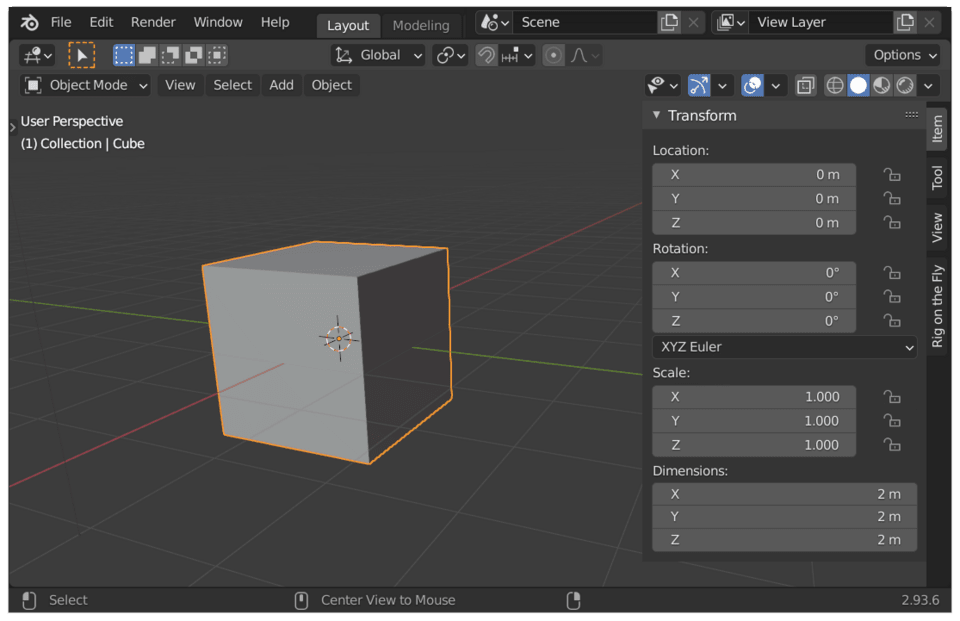 File Edit Render Window Help Layout Modeling Scene View Layer
Global Options
Object Mode View Select Add Object
User Perspective
(1) Collection | Cube
Transform
Location:
X 0 m
Y 0 m
Z 0 m
Rotation:
X 0°
Y 0°
Z 0°
XYZ Euler
Scale:
X 1.000
Y 1.000
Z 1.000
Dimensions:
X 2 m
Y 2 m
Z 2 m
Item
Tool
View
Rig on the Fly
Select Center View to Mouse 2.93.6